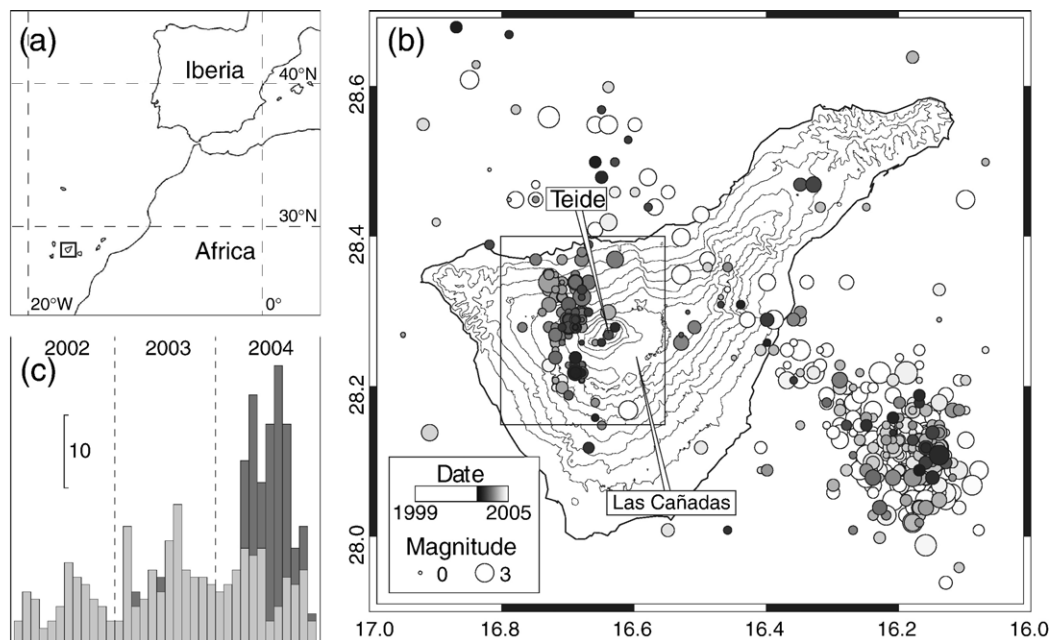 (a)
Iberia
40°N
30°N
Africa
20°W
0°
(b)
28.6
28.4
28.2
28.0
Teide
Las Cañadas
Date
1999
2005
Magnitude
0
3
17.0
16.8
16.6
16.4
16.2
16.0
(c)
2002
2003
2004
10